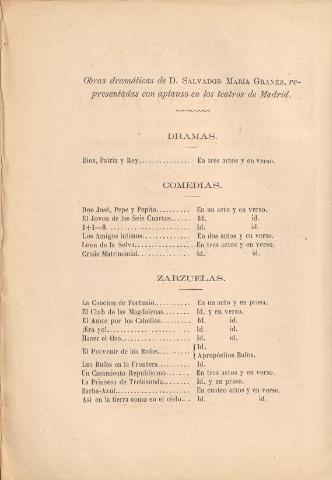 Obras dramáticas de D. SALVADOR MARÍA GRANÉS, re-
presentadas con aplauso en los teatros de Madrid.
DRAMAS.
Dios, Patria y Rey............... En tres actos y en verso.
COMEDIAS.
Don José, Pepe y Pepito.......... En un acto y en verso.
El Joven de los Seis Cuartos...... Id. id.
1+1=0. ......................... Id. id.
Los Amigos íntimos.............. En dos actos y en verso.
Leon de la Selva................. En tres actos y en verso.
Crisis Matrimonial............... Id. id.
ZARZUELAS.
La Cancion de Fortunio.......... En un acto y en prosa.
El Club de las Magdalenas........ Id. y en verso.
El Amor por los Cabellos......... Id. id.
¡Era yo!........................ Id. id.
Hacer el Oso.................... Id. id.
El Porvenir de los Bufos......... { Id.
{ Apropósitos Bufos.
Los Bufos en la Frontera......... Id.
Un Casamiento Republicano....... En tres actos y en verso.
La Princesa de Trebisonda........ Id. y en prosa.
Barba-Azul...................... En cuatro actos y en verso.
Así en la tierra como en el cielo... Id. id.